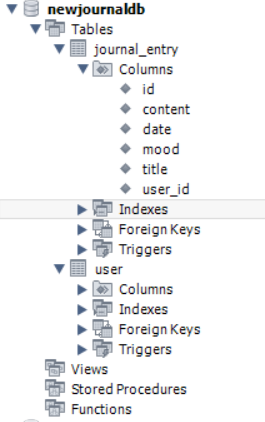 newjournaldb
Tables
journal_entry
Columns
id
content
date
mood
title
user_id
Indexes
Foreign Keys
Triggers
user
Columns
Indexes
Foreign Keys
Triggers
Views
Stored Procedures
Functions